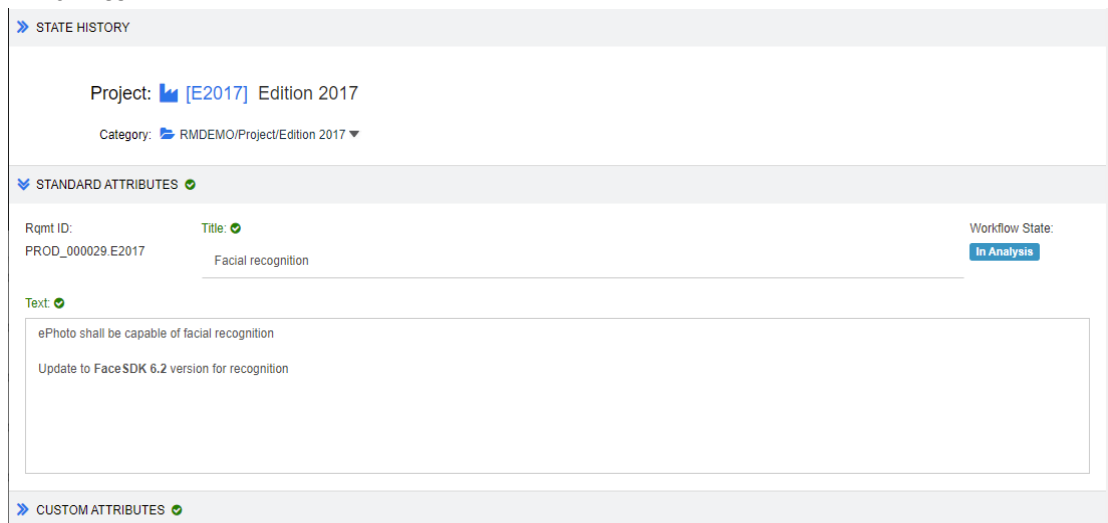 STATE HISTORY
Project: [E2017] Edition 2017
Category: RMDEMO/Project/Edition 2017
STANDARD ATTRIBUTES
Rqmt ID: Title: Workflow State:
PROD_000029.E2017 Facial recognition In Analysis
Text:
ePhoto shall be capable of facial recognition
Update to FaceSDK 6.2 version for recognition
CUSTOM ATTRIBUTES